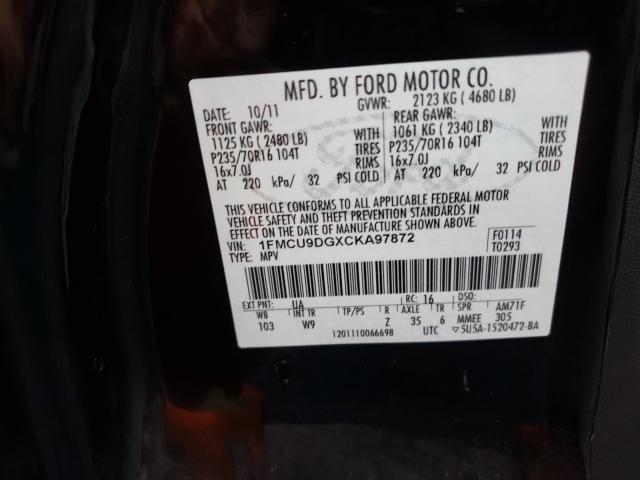 MFD. BY FORD MOTOR CO.
DATE: 10/11 GVWR: 2123 KG ( 4680 LB)
FRONT GAWR: REAR GAWR:
1125 KG ( 2480 LB) WITH 1061 KG ( 2340 LB) WITH
P235/70R16 104T TIRES P235/70R16 104T TIRES
16x7.0J RIMS 16x7.0J RIMS
AT 220 kPa/ 32 PSI COLD AT 220 kPa/ 32 PSI COLD
THIS VEHICLE CONFORMS TO ALL APPLICABLE FEDERAL MOTOR
VEHICLE SAFETY AND THEFT PREVENTION STANDARDS IN
EFFECT ON THE DATE OF MANUFACTURE SHOWN ABOVE.
VIN: 1FMCU9DGXCKA97872 F0114
TYPE: MPV T0293
EXT PNT: UA RC: 16 DSO:
WB INT TR TP/PS R AXLE TR SPR AM71F
103 W9 Z 35 6 MMEE 305
1201110066698 UTC ▽5U5A-1520472-BA
Ford